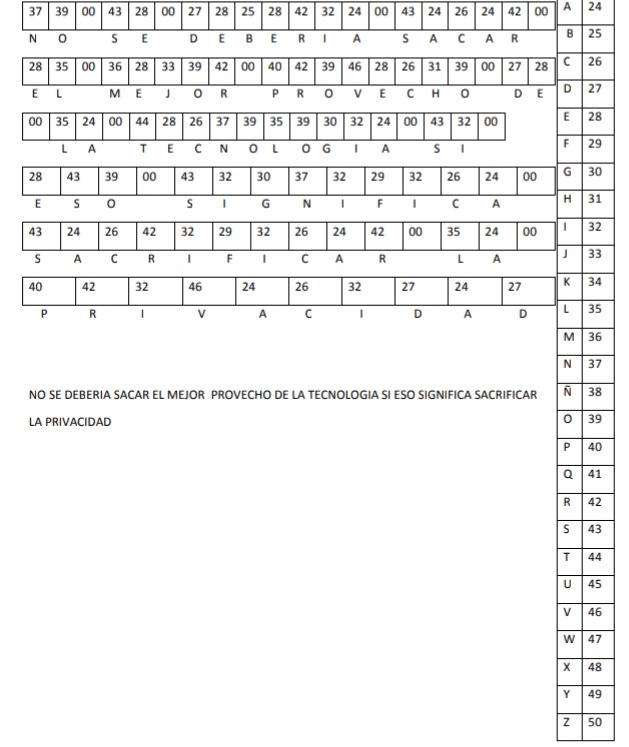 37 39 00 43 28 00 27 28 25 28 42 32 24 00 43 24 26 24 42 00
N O S E D E B E R I A S A C A R
28 35 00 36 28 33 39 42 00 40 42 39 46 28 26 31 39 00 27 28
E L M E J O R P R O V E C H O D E
00 35 24 00 44 28 26 37 39 35 39 30 32 24 00 43 32 00
L A T E C N O L O G I A S I
28 43 39 00 43 32 30 37 32 29 32 26 24 00
E S O S I G N I F I C A
43 24 26 42 32 29 32 26 24 42 00 35 24 00
S A C R I F I C A R L A
40 42 32 46 24 26 32 27 24 27
P R I V A C I D A D
NO SE DEBERIA SACAR EL MEJOR PROVECHO DE LA TECNOLOGIA SI ESO SIGNIFICA SACRIFICAR
LA PRIVACIDAD
A 24
B 25
C 26
D 27
E 28
F 29
G 30
H 31
I 32
J 33
K 34
L 35
M 36
N 37
Ñ 38
O 39
P 40
Q 41
R 42
S 43
T 44
U 45
V 46
W 47
X 48
Y 49
Z 50